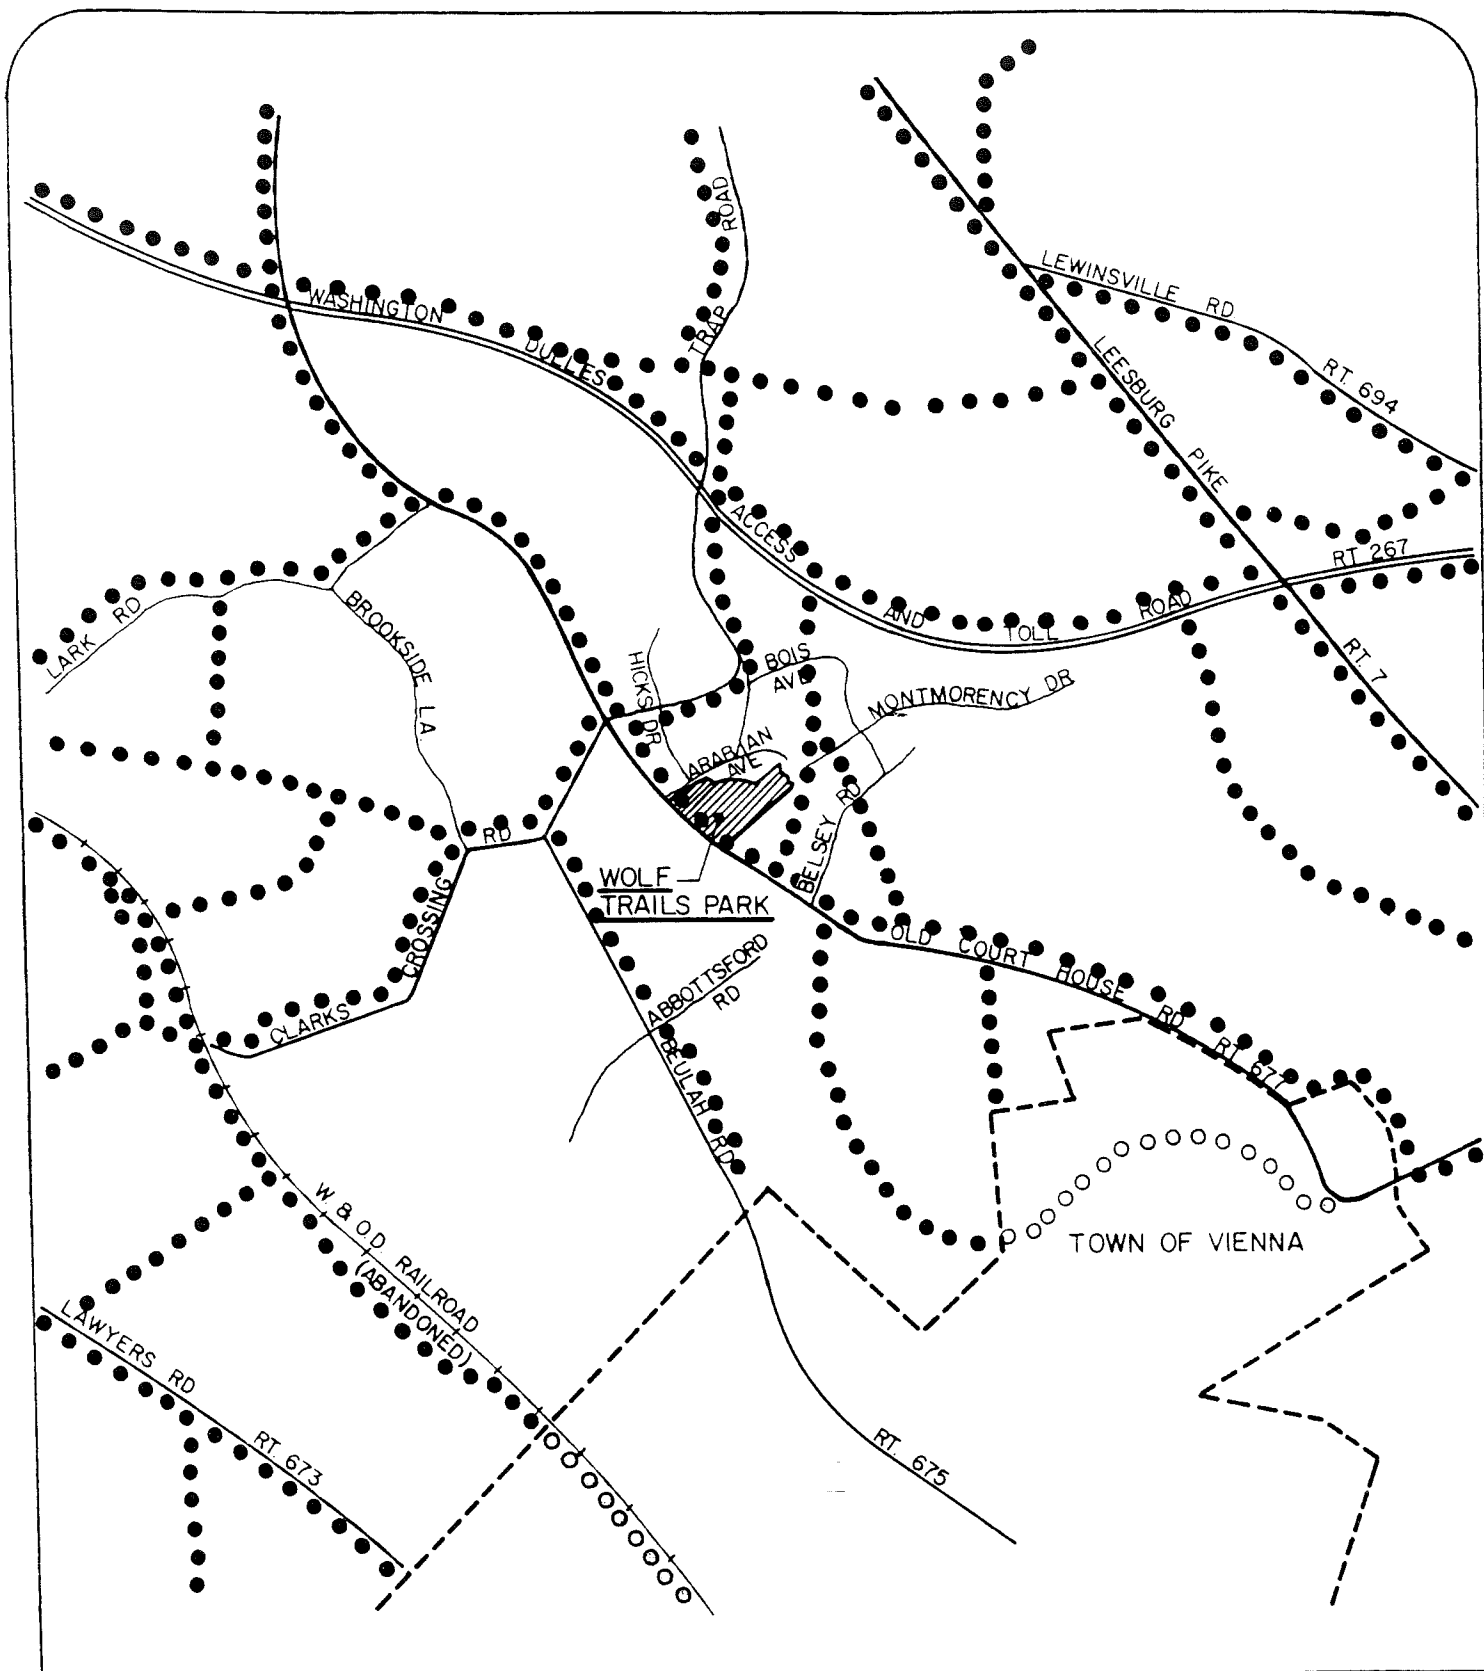 TRAP ROAD
LEWINSVILLE RD
RT. 694
WASHINGTON DULLES ACCESS AND TOLL ROAD
RT 267
LEESBURG PIKE
RT. 7
LARK RD
BROOKSIDE LA.
HICKS DR
BOIS
AVE
MONTMORENCY DR
ARABIAN
AVE
BELSEY RD
WOLF
TRAILS PARK
CLARKS CROSSING RD
OLD COURT HOUSE RD RT 677
ABBOTTSFORD
RD
BEULAH RD
TOWN OF VIENNA
W. & O.D. RAILROAD
(ABANDONED)
LAWYERS RD
RT. 673
RT. 675